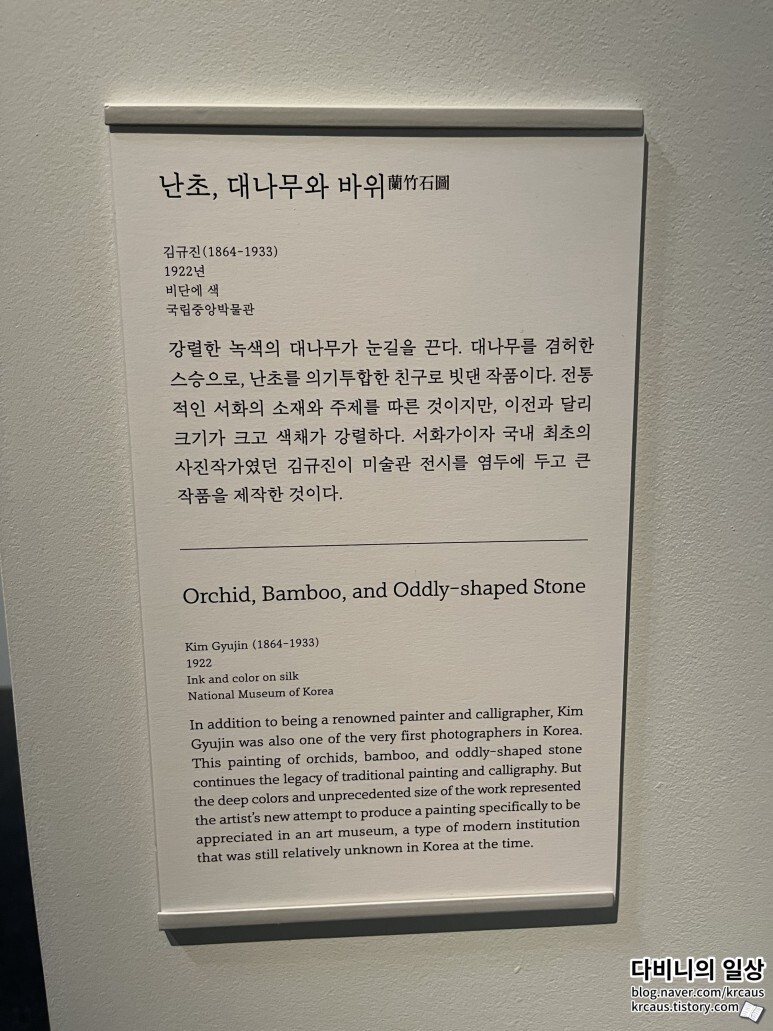 난초, 대나무와 바위蘭竹石圖
김규진(1864-1933)
1922년
비단에 색
국립중앙박물관
강렬한 녹색의 대나무가 눈길을 끈다. 대나무를 겸허한
스승으로, 난초를 의기투합한 친구로 빗댄 작품이다. 전통
적인 서화의 소재와 주제를 따른 것이지만, 이전과 달리
크기가 크고 색채가 강렬하다. 서화가이자 국내 최초의
사진작가였던 김규진이 미술관 전시를 염두에 두고 큰
작품을 제작한 것이다.
Orchid, Bamboo, and Oddly-shaped Stone
Kim Gyujin (1864-1933)
1922
Ink and color on silk
National Museum of Korea
In addition to being a renowned painter and calligrapher, Kim
Gyujin was also one of the very first photographers in Korea.
This painting of orchids, bamboo, and oddly-shaped stone
continues the legacy of traditional painting and calligraphy. But
the deep colors and unprecedented size of the work represented
the artist's new attempt to produce a painting specifically to be
appreciated in an art museum, a type of modern institution
that was still relatively unknown in Korea at the time.
다비니의 일상
blog.naver.com/krcaus
krcaus.tistory.com